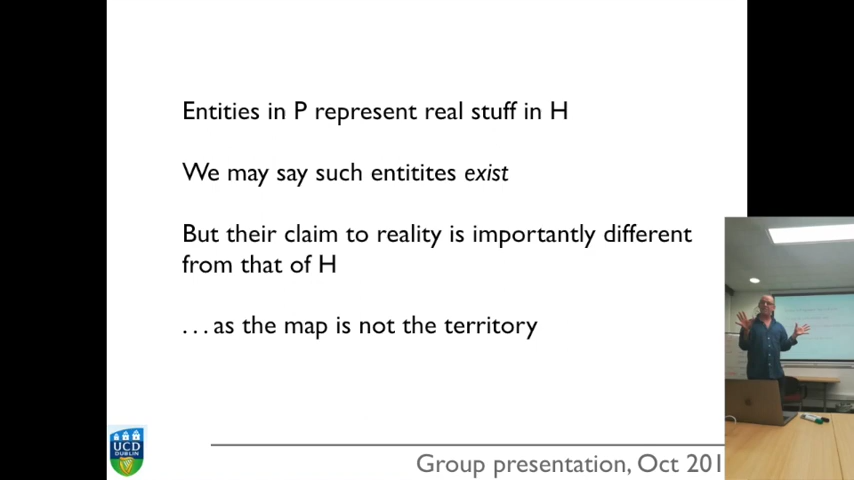 Entities in P represent real stuff in H
We may say such entitites exist
But their claim to reality is importantly different
from that of H
...as the map is not the territory
UCD
DUBLIN
Group presentation, Oct 201